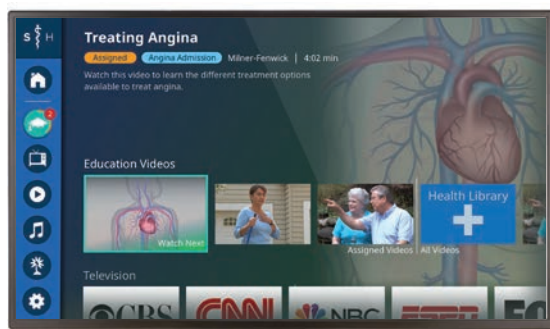 S H
Treating Angina
Assigned Angina Admission Milner-Fenwick | 4:02 min
Watch this video to learn the different treatment options
available to treat angina.
2
Education Videos
Watch Next
Health Library
Assigned Videos | All Videos
Television
CBS CNN NBC ESPN FO